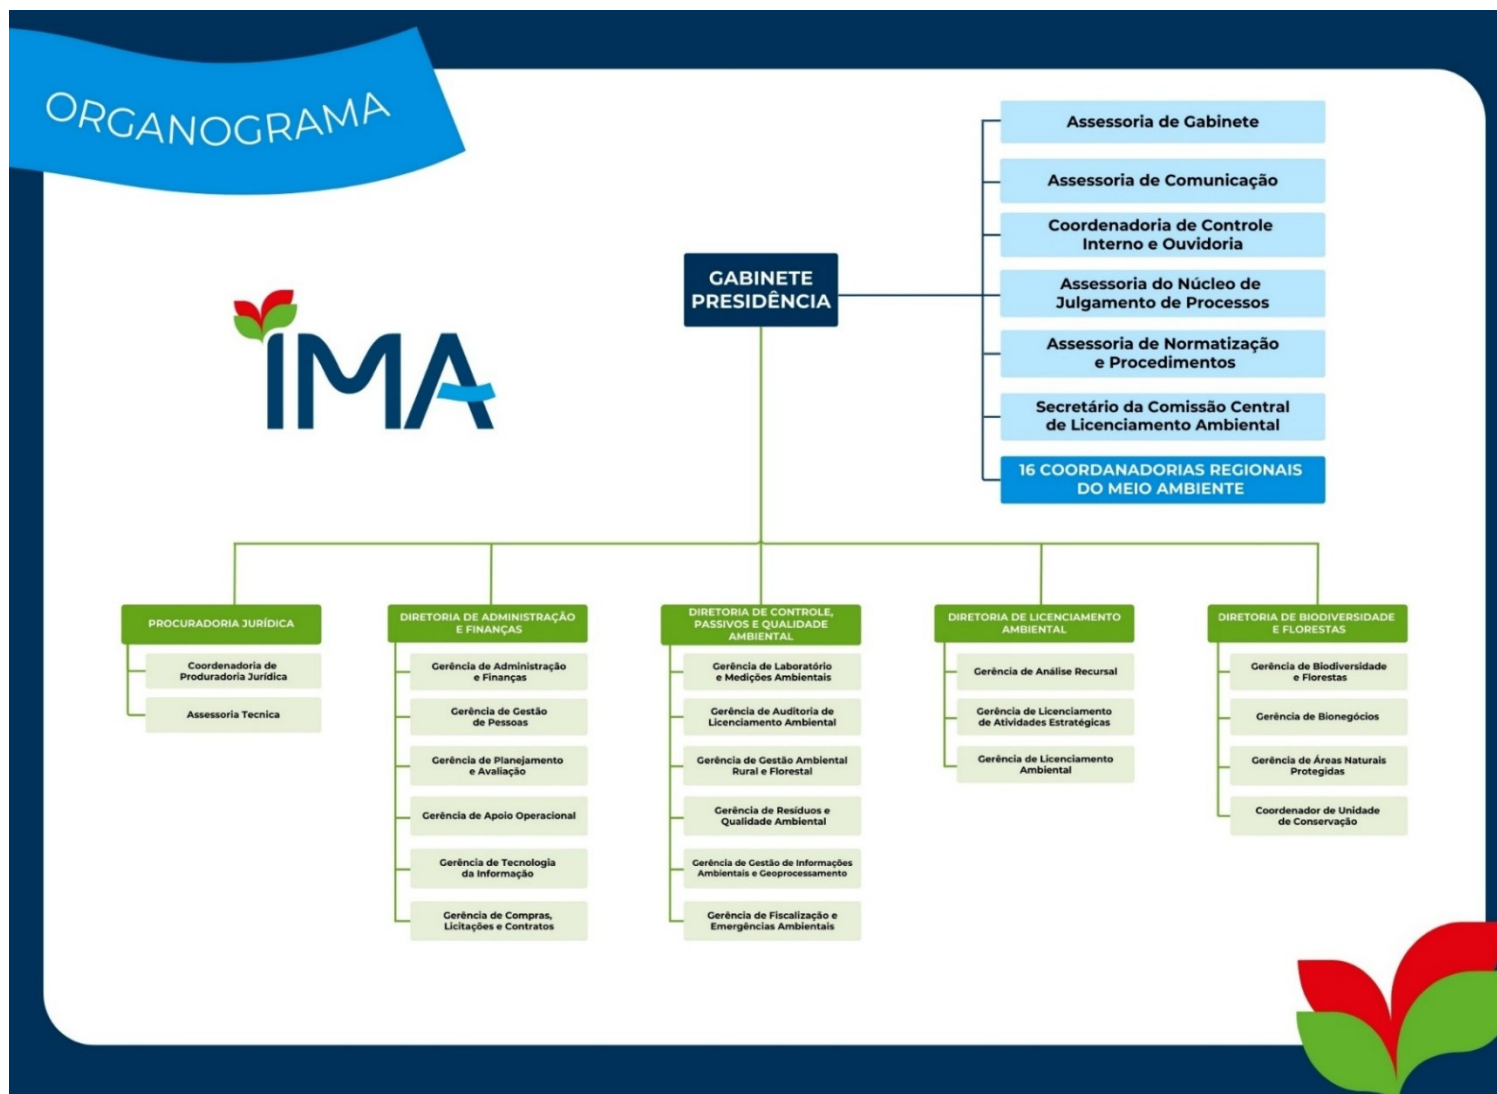 ORGANOGRAMA
IMA
GABINETE
PRESIDÊNCIA
Assessoria de Gabinete
Assessoria de Comunicação
Coordenadoria de Controle
Interno e Ouvidoria
Assessoria do Núcleo de
Julgamento de Processos
Assessoria de Normatização
e Procedimentos
Secretário da Comissão Central
de Licenciamento Ambiental
16 COORDANADORIAS REGIONAIS
DO MEIO AMBIENTE
PROCURADORIA JURÍDICA
Coordenadoria de
Produradoria Jurídica
Assessoria Tecnica
DIRETORIA DE ADMINISTRAÇÃO
E FINANÇAS
Gerência de Administração
e Finanças
Gerência de Gestão
de Pessoas
Gerência de Planejamento
e Avaliação
Gerência de Apoio Operacional
Gerência de Tecnologia
da Informação
Gerência de Compras,
Licitações e Contratos
DIRETORIA DE CONTROLE,
PASSIVOS E QUALIDADE
AMBIENTAL
Gerência de Laboratório
e Medições Ambientais
Gerência de Auditoria de
Licenciamento Ambiental
Gerência de Gestão Ambiental
Rural e Florestal
Gerência de Resíduos e
Qualidade Ambiental
Gerência de Gestão de Informações
Ambientais e Geoprocessamento
Gerência de Fiscalização e
Emergências Ambientais
DIRETORIA DE LICENCIAMENTO
AMBIENTAL
Gerência de Análise Recursal
Gerência de Licenciamento
de Atividades Estratégicas
Gerência de Licenciamento
Ambiental
DIRETORIA DE BIODIVERSIDADE
E FLORESTAS
Gerência de Biodiversidade
e Florestas
Gerência de Bionegócios
Gerência de Áreas Naturais
Protegidas
Coordenador de Unidade
de Conservação